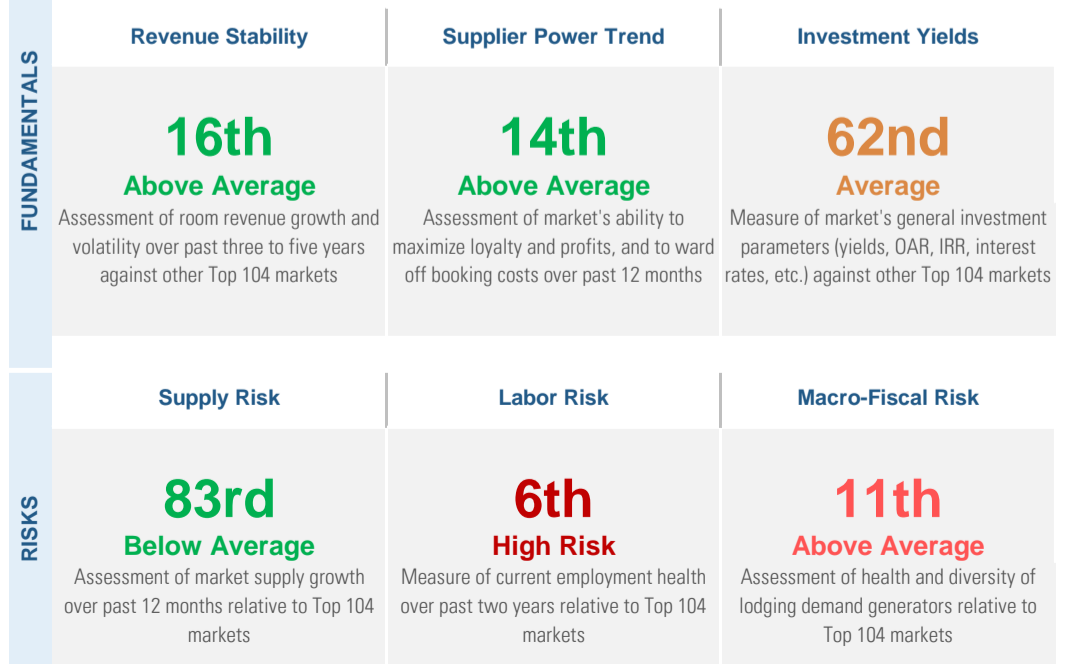 FUNDAMENTALS
Revenue Stability
16th
Above Average
Assessment of room revenue growth and
volatility over past three to five years
against other Top 104 markets
Supplier Power Trend
14th
Above Average
Assessment of market's ability to
maximize loyalty and profits, and to ward
off booking costs over past 12 months
Investment Yields
62nd
Average
Measure of market's general investment
parameters (yields, OAR, IRR, interest
rates, etc.) against other Top 104 markets
RISKS
Supply Risk
83rd
Below Average
Assessment of market supply growth
over past 12 months relative to Top 104
markets
Labor Risk
6th
High Risk
Measure of current employment health
over past two years relative to Top 104
markets
Macro-Fiscal Risk
11th
Above Average
Assessment of health and diversity of
lodging demand generators relative to
Top 104 markets